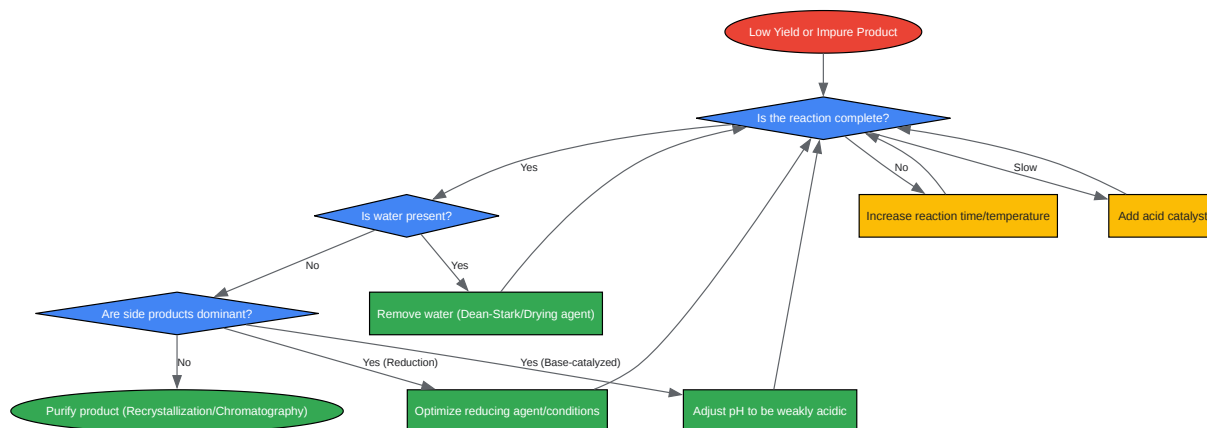 Low Yield or Impure Product
Is the reaction complete?
Yes
No
Slow
Is water present?
Increase reaction time/temperature
Add acid catalyst
No
Yes
Are side products dominant?
Remove water (Dean-Stark/Drying agent)
No
Yes (Reduction)
Yes (Base-catalyzed)
Purify product (Recrystallization/Chromatography)
Optimize reducing agent/conditions
Adjust pH to be weakly acidic